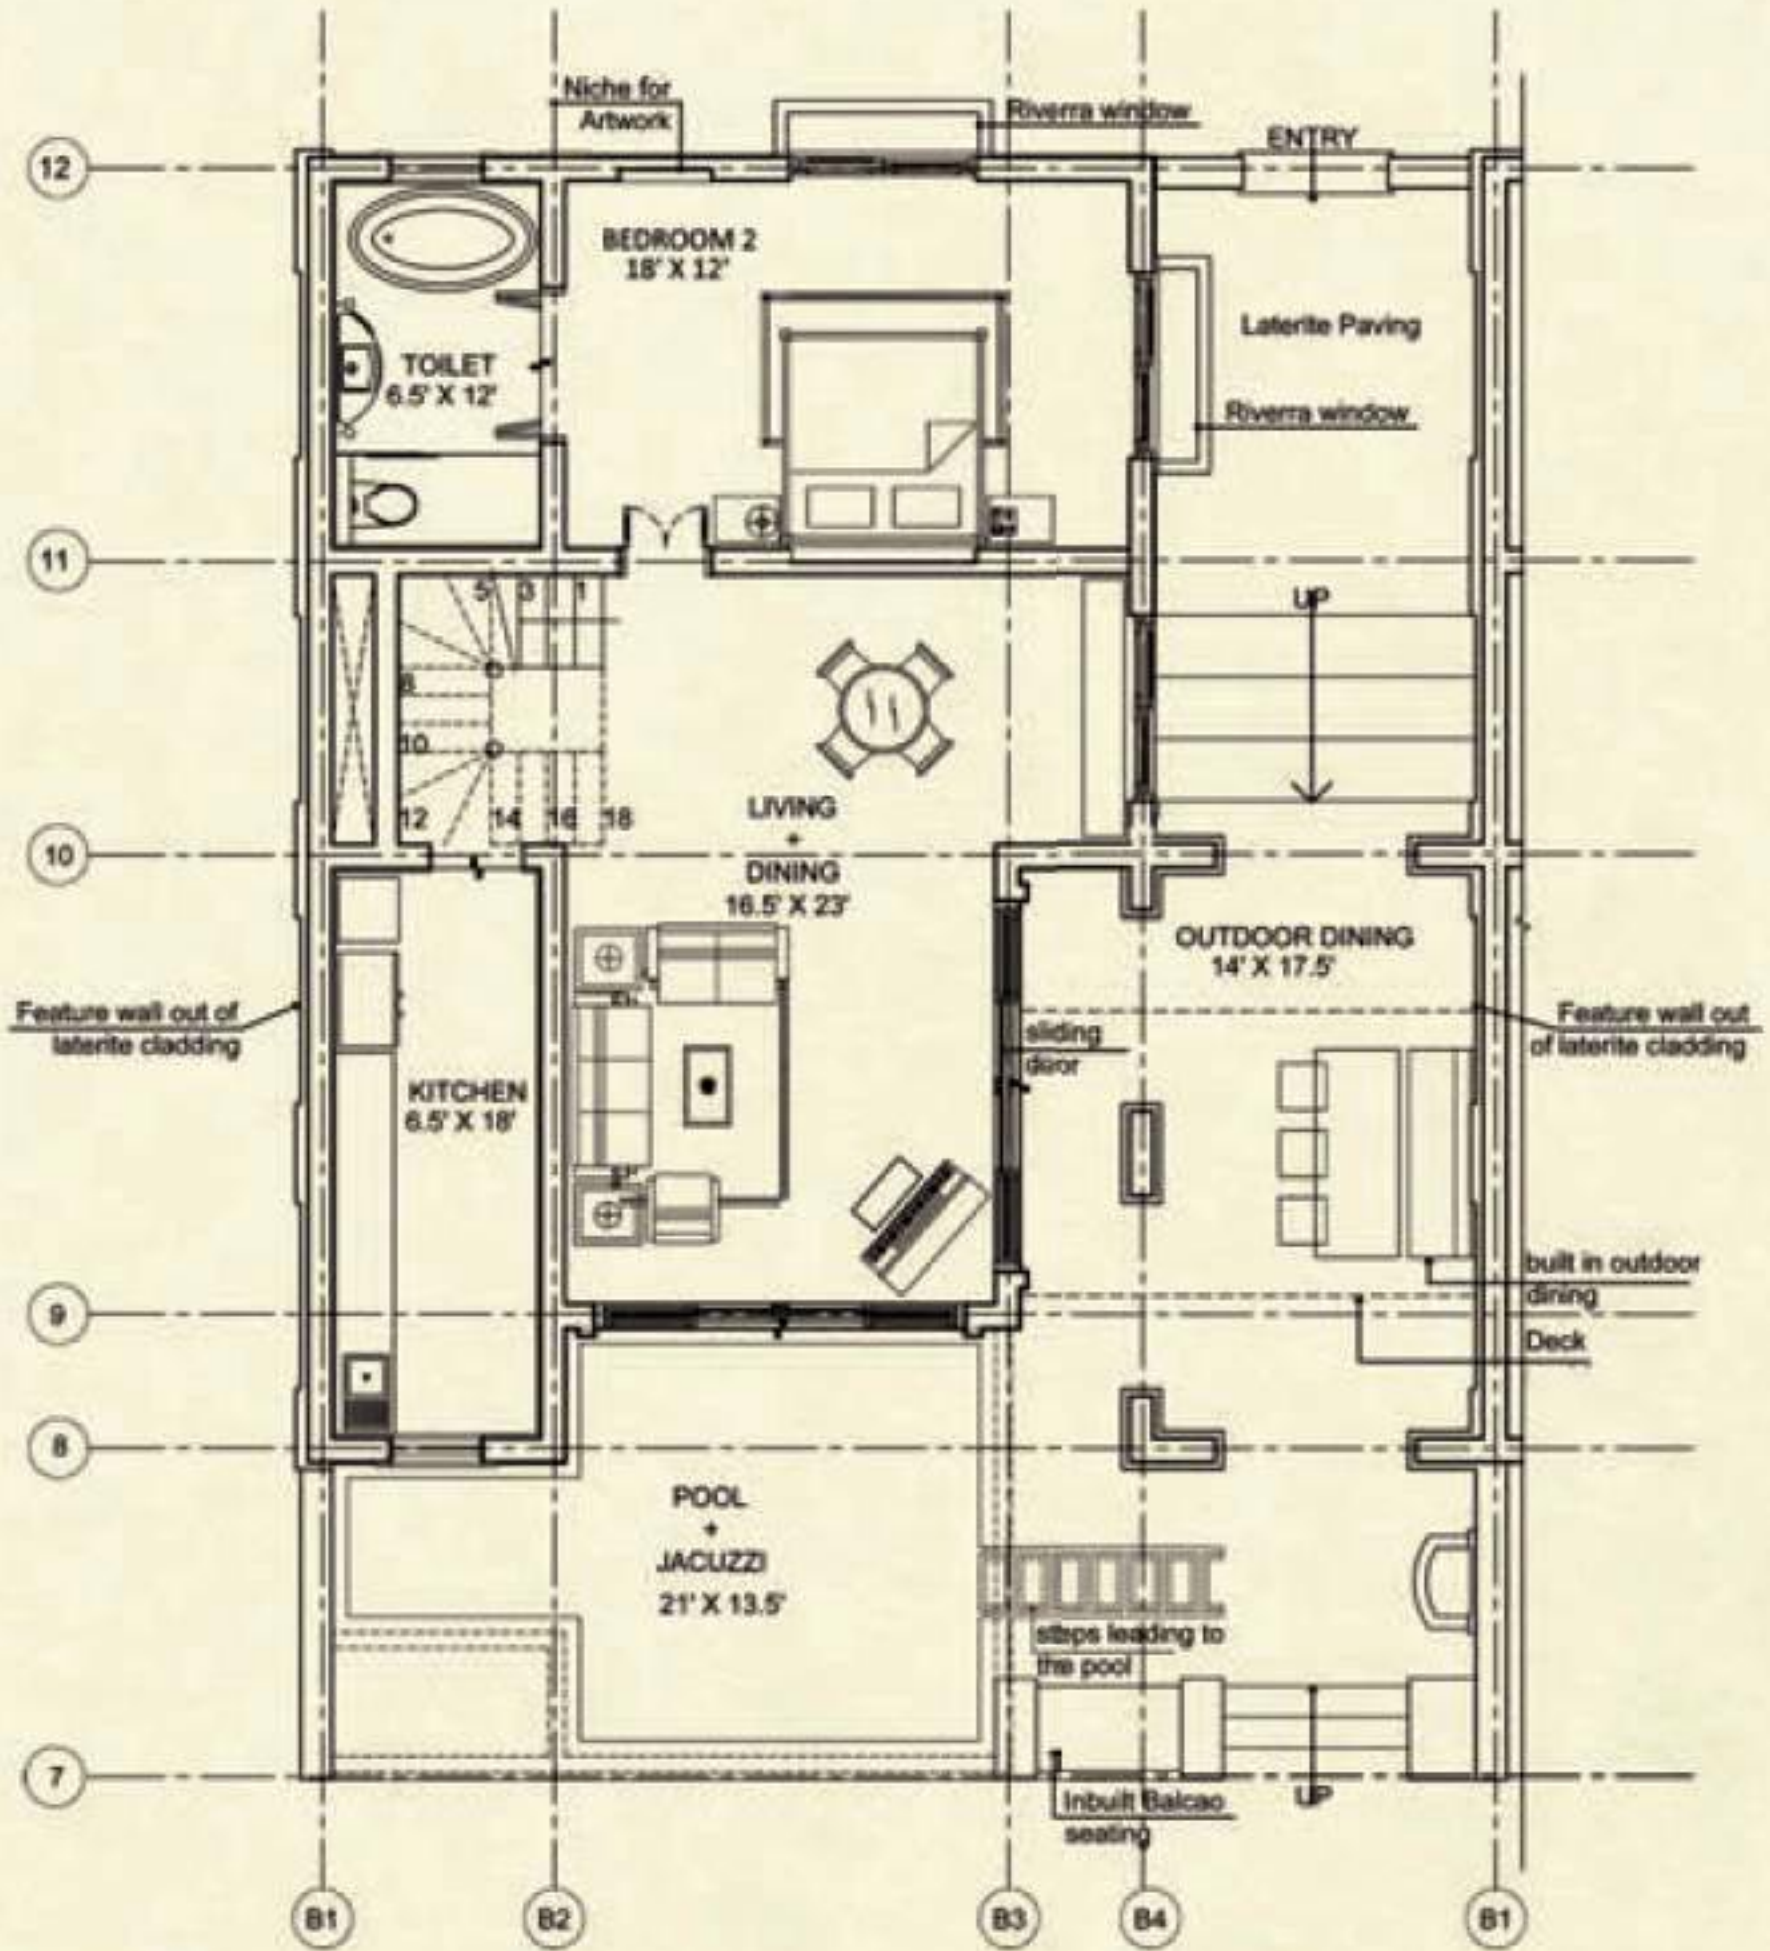 Niche for
Artwork
Riverra window
ENTRY
12
BEDROOM 2
18' X 12'
Laterite Paving
TOILET
6.5' X 12'
Riverra window
11
5
3
1
UP
8
10
12
14
16
18
LIVING
+
DINING
16.5' X 23'
10
OUTDOOR DINING
14' X 17.5'
Feature wall out of
laterite cladding
sliding
door
Feature wall out
of laterite cladding
KITCHEN
6.5' X 18'
built in outdoor
dining
9
Deck
8
POOL
+
JACUZZI
21' X 13.5'
steps leading to
the pool
7
Inbuilt Balcao
seating
UP
B1
B2
B3
B4
B1